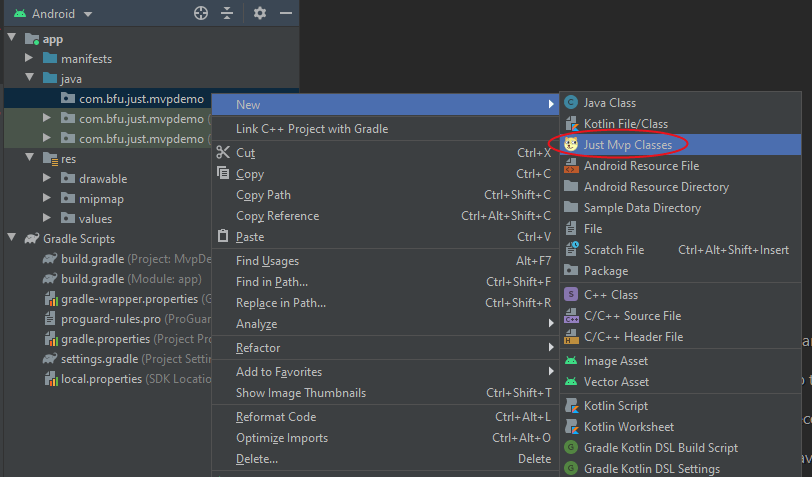 Android
app
manifests
java
com.bfu.just.mvpdemo
com.bfu.just.mvpdemo (
com.bfu.just.mvpdemo (
res
drawable
mipmap
values
Gradle Scripts
build.gradle (Project: MvpDe
build.gradle (Module: app)
gradle-wrapper.properties (G
proguard-rules.pro (ProGuar
gradle.properties (Project Pro
settings.gradle (Project Settin
local.properties (SDK Locatio
New
Link C++ Project with Gradle
Cut Ctrl+X
Copy Ctrl+C
Copy Path Ctrl+Shift+C
Copy Reference Ctrl+Alt+Shift+C
Paste Ctrl+V
Find Usages Alt+F7
Find in Path... Ctrl+Shift+F
Replace in Path... Ctrl+Shift+R
Analyze
Refactor
Add to Favorites
Show Image Thumbnails Ctrl+Shift+T
Reformat Code Ctrl+Alt+L
Optimize Imports Ctrl+Alt+O
Delete... Delete
Java Class
Kotlin File/Class
Just Mvp Classes
Android Resource File
Android Resource Directory
Sample Data Directory
File
Scratch File Ctrl+Alt+Shift+Insert
Package
C++ Class
C/C++ Source File
C/C++ Header File
Image Asset
Vector Asset
Kotlin Script
Kotlin Worksheet
Gradle Kotlin DSL Build Script
Gradle Kotlin DSL Settings